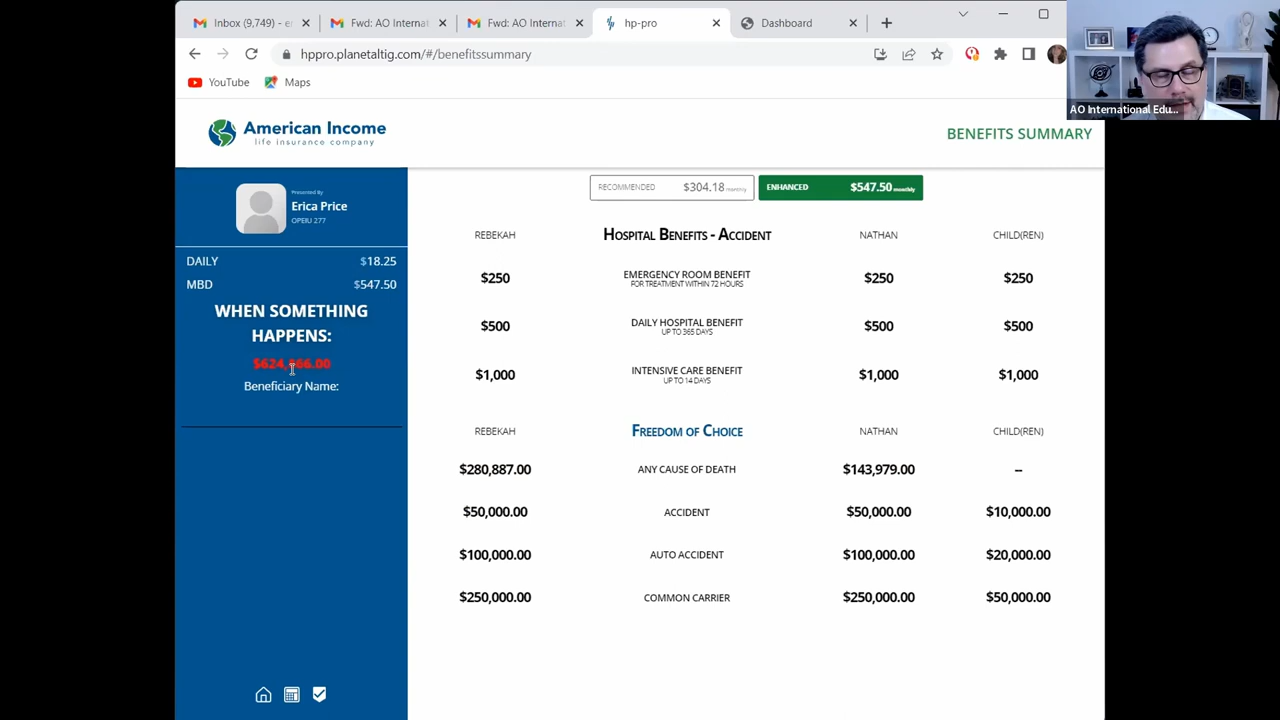 Inbox (9,749) - er
Fwd: AO Internat
Fwd: AO Internat
hp-pro
Dashboard
hppro.planetaltig.com/#/benefitssummary
YouTube
Maps
AO International Edu...
American Income
life insurance company
BENEFITS SUMMARY
Presented By
Erica Price
OPEIU 277
DAILY $18.25
MBD $547.50
WHEN SOMETHING
HAPPENS:
Beneficiary Name:
RECOMMENDED $304.18 monthly
ENHANCED $547.50 monthly
REBEKAH HOSPITAL BENEFITS - ACCIDENT NATHAN CHILD(REN)
$250 EMERGENCY ROOM BENEFIT $250 $250
FOR TREATMENT WITHIN 72 HOURS
$500 DAILY HOSPITAL BENEFIT $500 $500
UP TO 365 DAYS
$1,000 INTENSIVE CARE BENEFIT $1,000 $1,000
UP TO 14 DAYS
REBEKAH FREEDOM OF CHOICE NATHAN CHILD(REN)
$280,887.00 ANY CAUSE OF DEATH $143,979.00 --
$50,000.00 ACCIDENT $50,000.00 $10,000.00
$100,000.00 AUTO ACCIDENT $100,000.00 $20,000.00
$250,000.00 COMMON CARRIER $250,000.00 $50,000.00